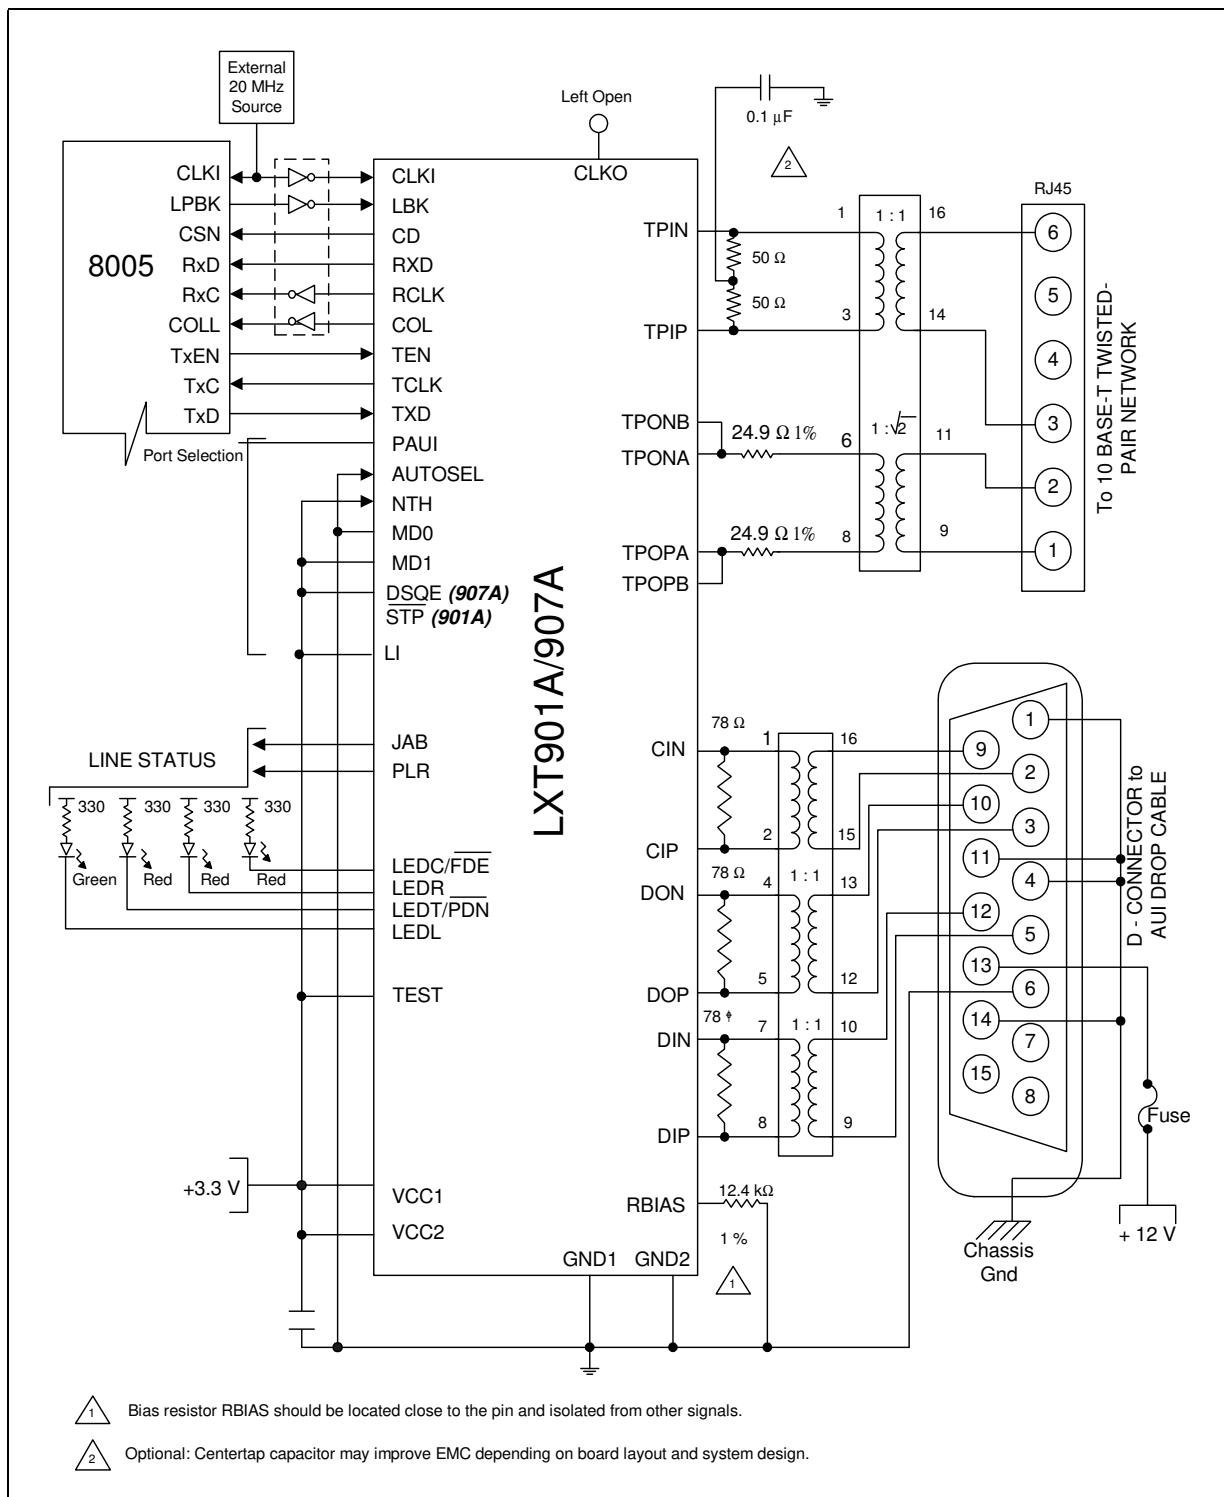 External
20 MHz
Source
Left Open
0.1 µF
2
8005
CLKI
LPBK
CSN
RxD
RxC
COLL
TxEN
TxC
TxD
Port Selection
CLKI
LBK
CD
RXD
RCLK
COL
TEN
TCLK
TXD
PAUI
AUTOSEL
NTH
MD0
MD1
DSQE (907A)
STP (901A)
LI
JAB
PLR
LEDC/FDE
LEDR
LEDT/PDN
LEDL
TEST
VCC1
VCC2
LINE STATUS
330
330
330
330
Green
Red
Red
Red
+3.3 V
LXT901A/907A
CLKO
TPIN
TPIP
TPONB
TPONA
TPOPA
TPOPB
CIN
CIP
DON
DOP
DIN
DIP
RBIAS
GND1
GND2
50 Ω
50 Ω
24.9 Ω 1%
24.9 Ω 1%
1
1 : 1
16
3
14
6
1 :√2
11
8
9
RJ45
6
5
4
3
2
1
To 10 BASE-T TWISTED-
PAIR NETWORK
78 Ω
1
16
2
15
78 Ω
4
1 : 1
13
5
12
78
7
1 : 1
10
8
9
12.4 kΩ
1 %
1
1
9
2
10
3
11
4
12
5
13
6
14
7
15
8
D - CONNECTOR to
AUI DROP CABLE
Fuse
+ 12 V
Chassis
Gnd
1 Bias resistor RBIAS should be located close to the pin and isolated from other signals.
2 Optional: Centertap capacitor may improve EMC depending on board layout and system design.